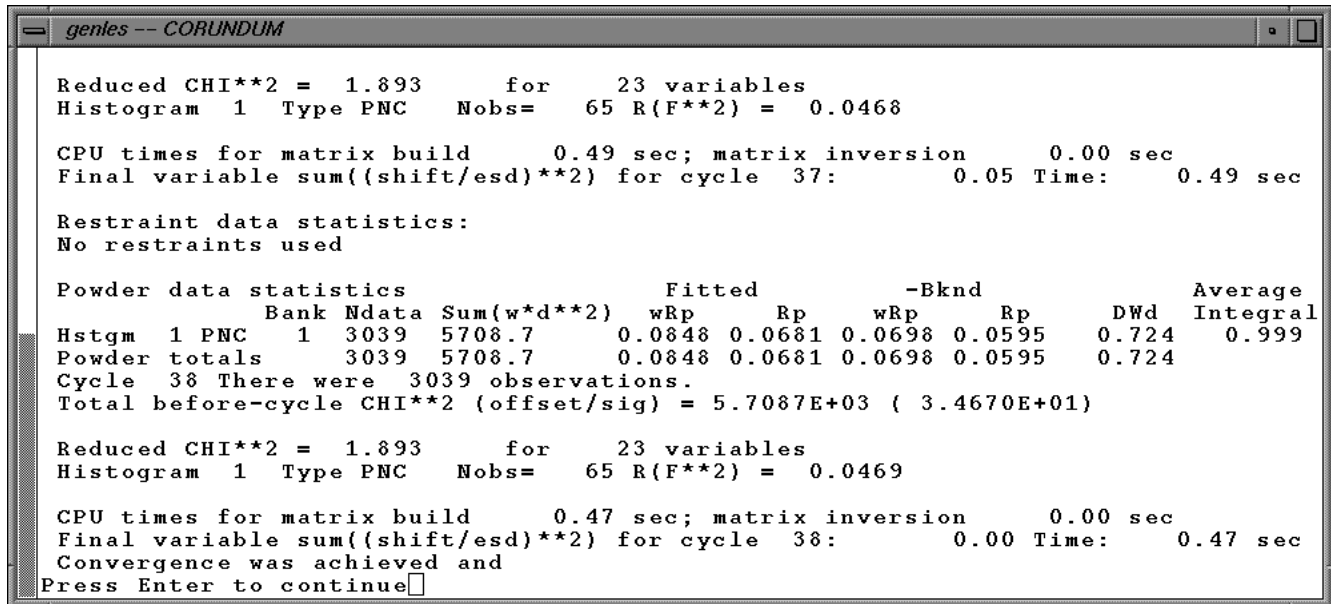 genles -- CORUNDUM
Reduced CHI**2 = 1.893 for 23 variables
Histogram 1 Type PNC Nobs= 65 R(F**2) = 0.0468
CPU times for matrix build 0.49 sec; matrix inversion 0.00 sec
Final variable sum((shift/esd)**2) for cycle 37: 0.05 Time: 0.49 sec
Restraint data statistics:
No restraints used
Powder data statistics Fitted -Bknd Average
Bank Ndata Sum(w*d**2) wRp Rp wRp Rp DWd Integral
Hstgm 1 PNC 1 3039 5708.7 0.0848 0.0681 0.0698 0.0595 0.724 0.999
Powder totals 3039 5708.7 0.0848 0.0681 0.0698 0.0595 0.724
Cycle 38 There were 3039 observations.
Total before-cycle CHI**2 (offset/sig) = 5.7087E+03 ( 3.4670E+01)
Reduced CHI**2 = 1.893 for 23 variables
Histogram 1 Type PNC Nobs= 65 R(F**2) = 0.0469
CPU times for matrix build 0.47 sec; matrix inversion 0.00 sec
Final variable sum((shift/esd)**2) for cycle 38: 0.00 Time: 0.47 sec
Convergence was achieved and
Press Enter to continue